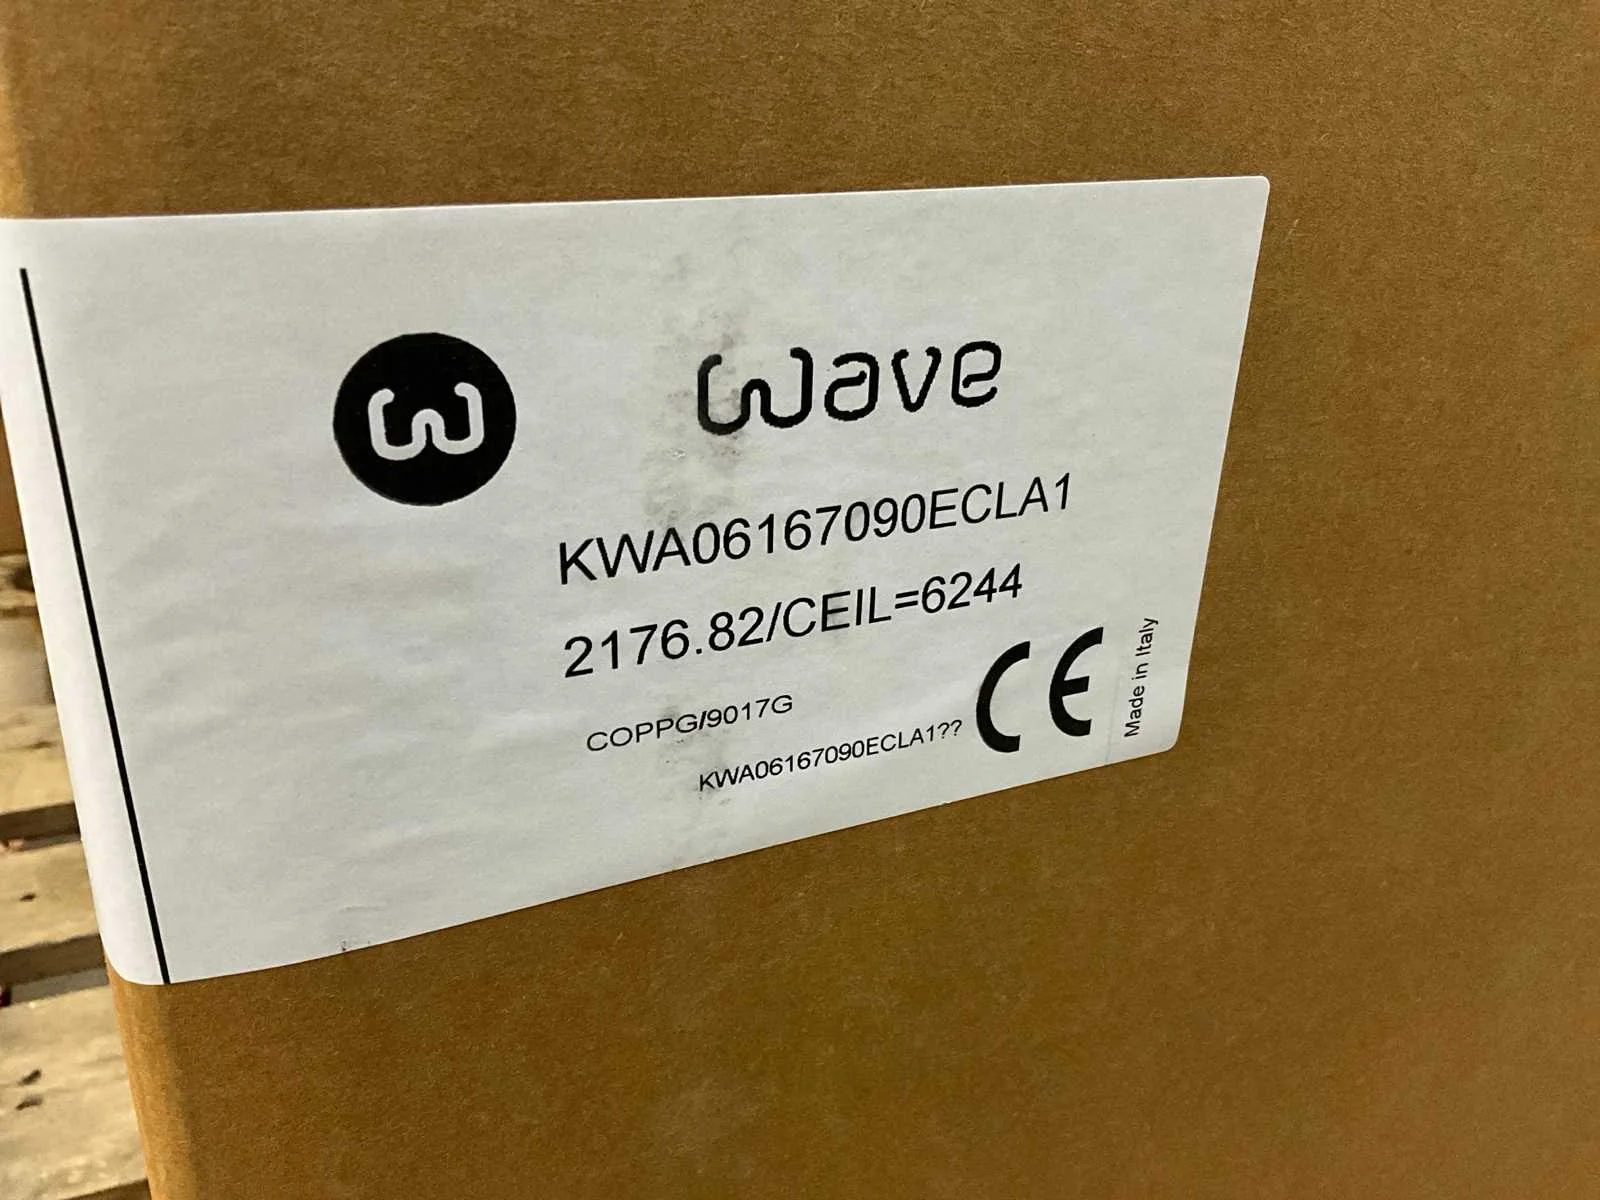 wave
KWA06167090ECLA1
2176.82/CEIL=6244
COPPG/9017G
KWA06167090ECLA1??
CE
Made in Italy